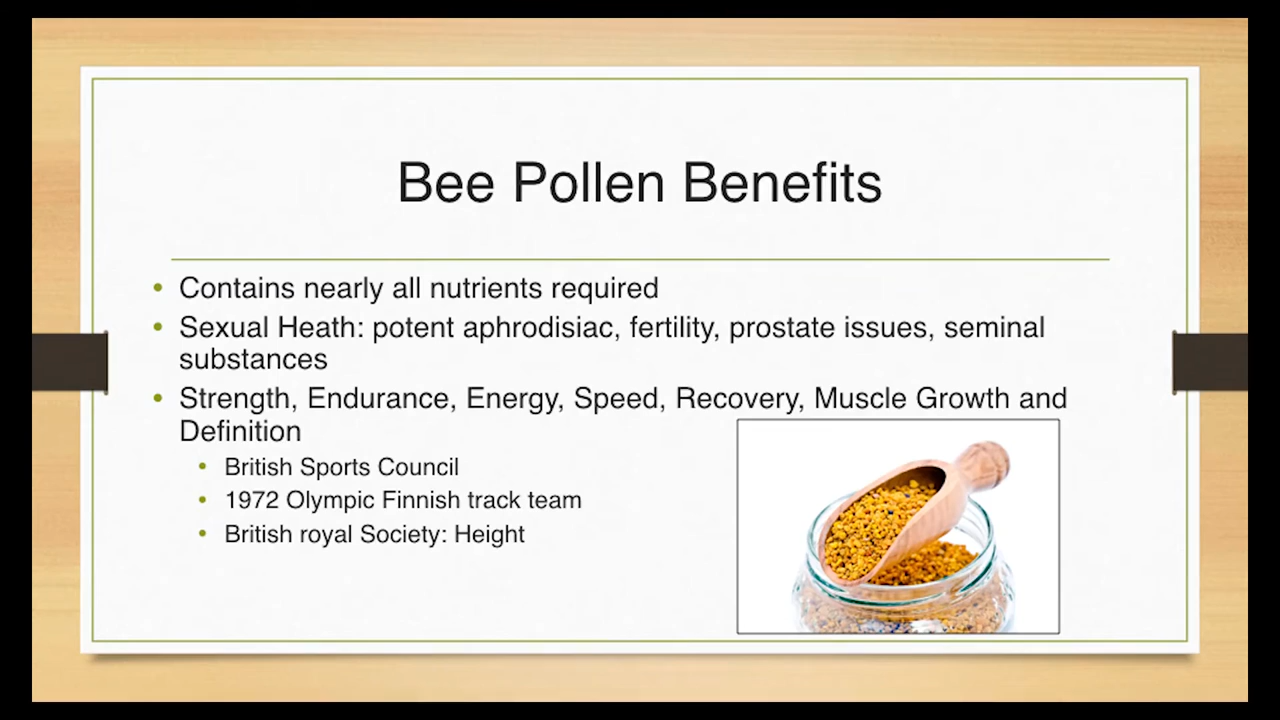 Bee Pollen Benefits
• Contains nearly all nutrients required
• Sexual Heath: potent aphrodisiac, fertility, prostate issues, seminal
substances
• Strength, Endurance, Energy, Speed, Recovery, Muscle Growth and
Definition
• British Sports Council
• 1972 Olympic Finnish track team
• British royal Society: Height